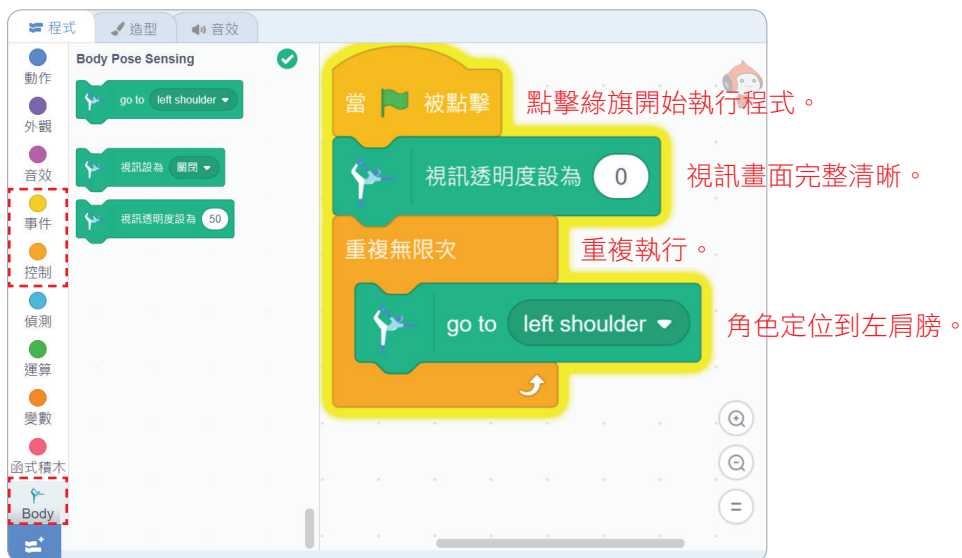 程式
造型
音效
動作
外觀
音效
事件
控制
偵測
運算
變數
函式積木
Body
Body Pose Sensing
go to left shoulder
視訊設為 關閉
視訊透明度設為 50
當 被點擊
點擊綠旗開始執行程式。
視訊透明度設為 0
視訊畫面完整清晰。
重複無限次
重複執行。
go to left shoulder
角色定位到左肩膀。